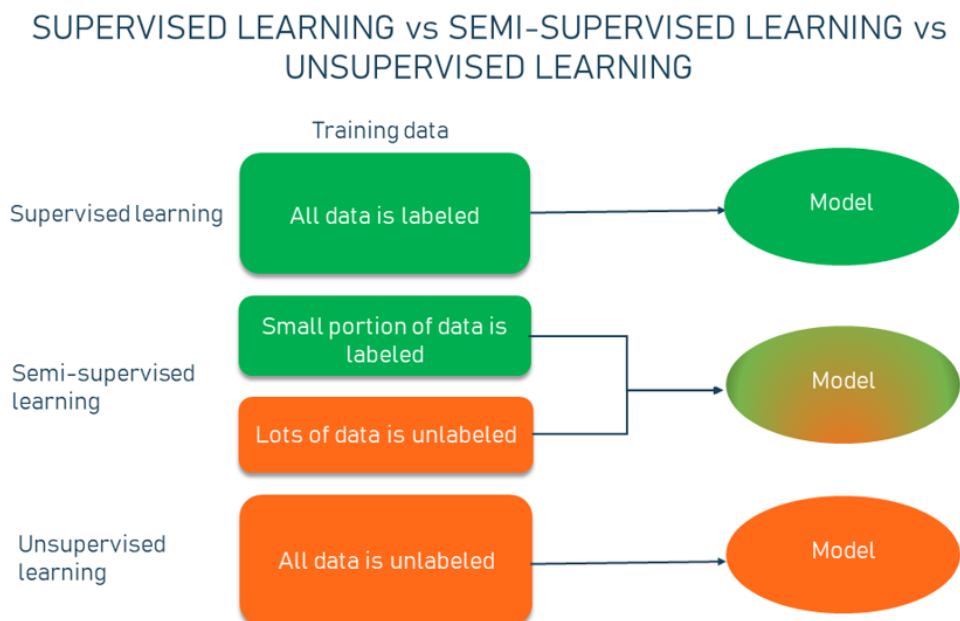 SUPERVISED LEARNING vs SEMI-SUPERVISED LEARNING vs
UNSUPERVISED LEARNING
Training data
Supervised learning
All data is labeled
Model
Semi-supervised
learning
Small portion of data is
labeled
Lots of data is unlabeled
Model
Unsupervised
learning
All data is unlabeled
Model